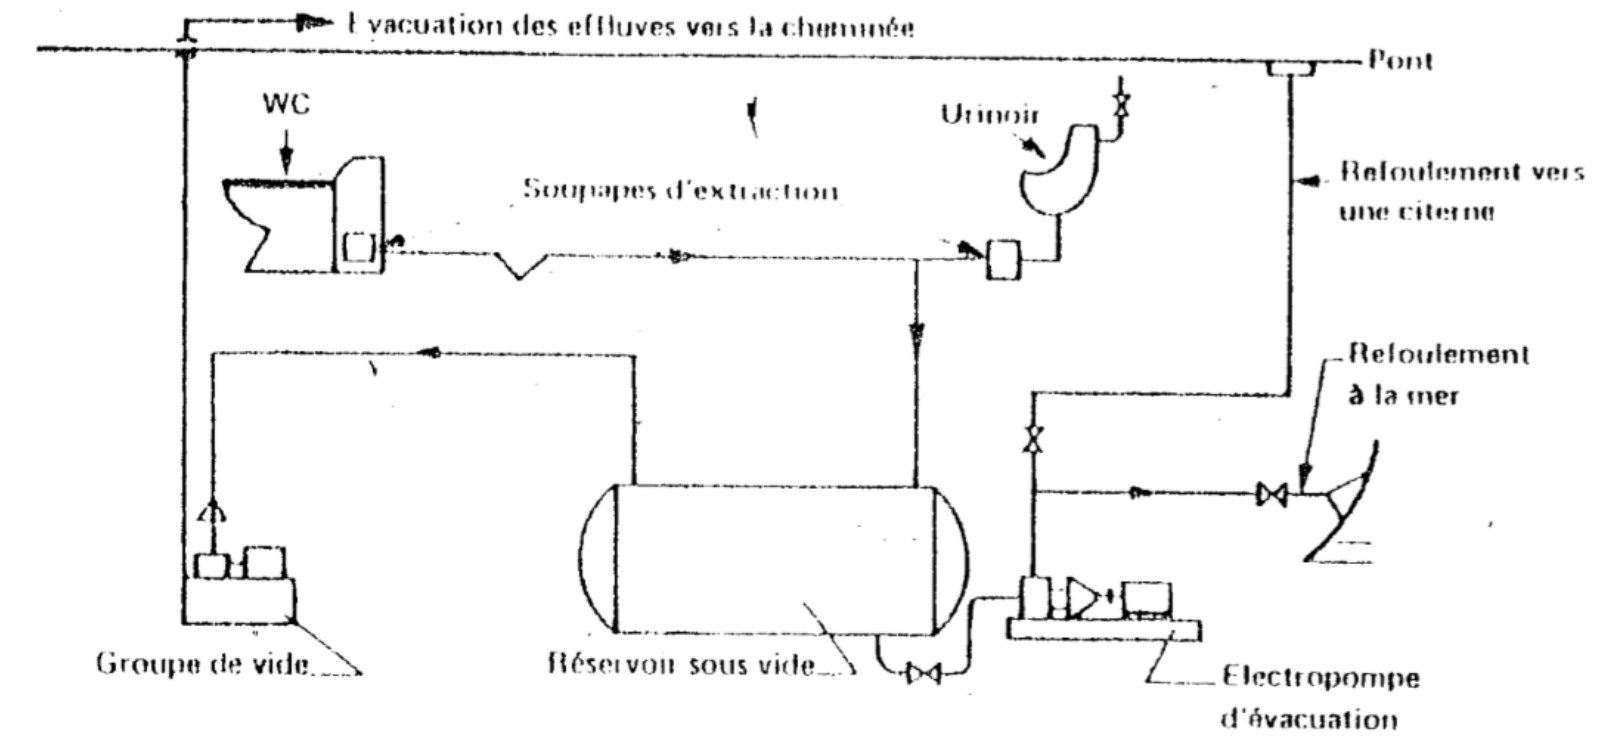 Evacuation des effluves vers la cheminée
Pont
WC
Urinoir
Soupapes d'extraction
Refoulement vers
une citerne
Refoulement
à la mer
Groupe de vide
Réservoir sous vide
Electropompe
d'évacuation